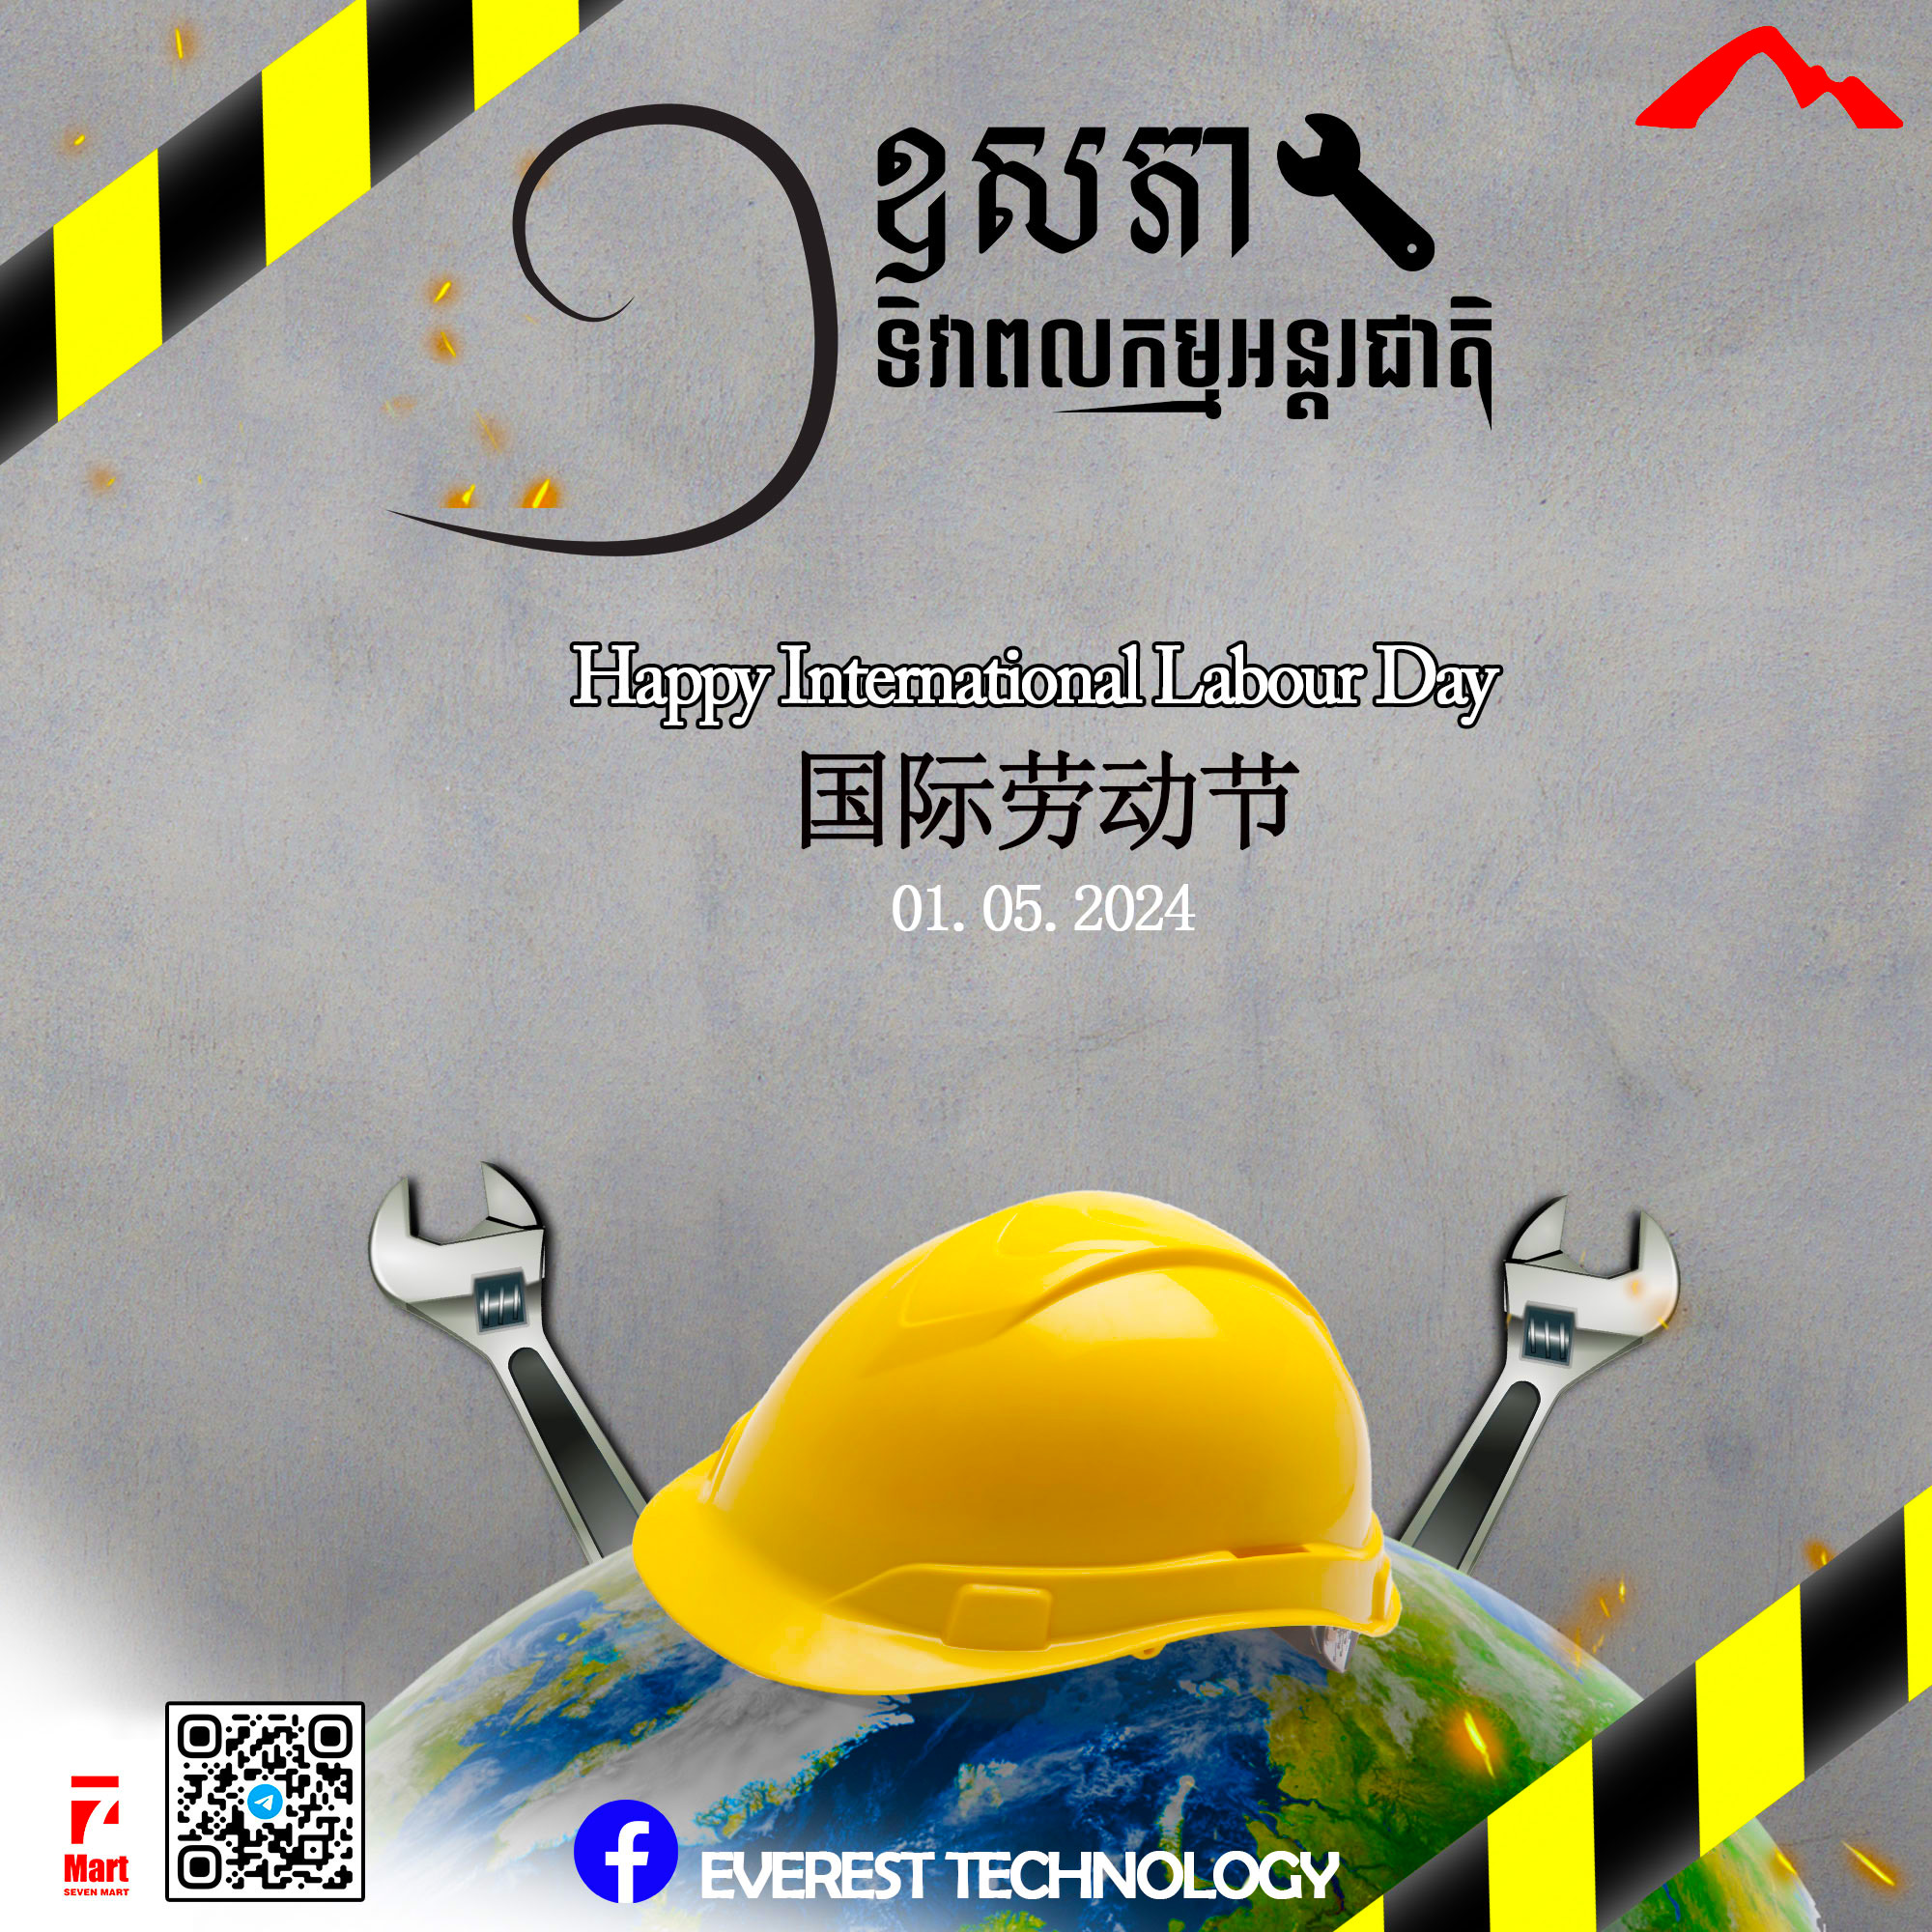 ១
ឧសភា
ទិវាពលកម្មអន្តរជាតិ
Happy International Labour Day
国际劳动节
01. 05. 2024
7
Mart
SEVEN MART
EVEREST TECHNOLOGY